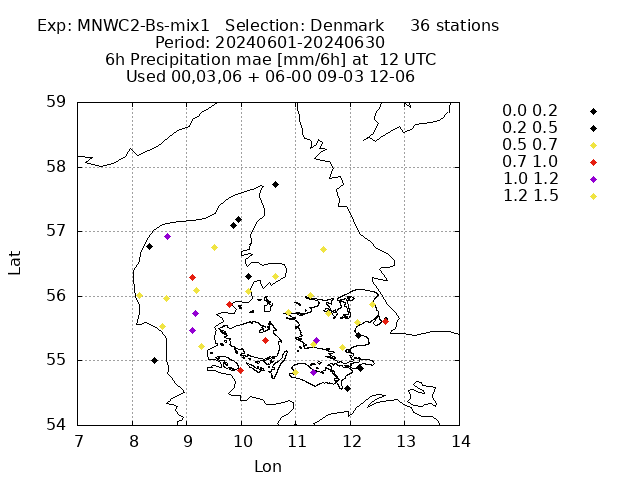 Exp: MNWC2-Bs-mix1 Selection: Denmark 36 stations
Period: 20240601-20240630
6h Precipitation mae [mm/6h] at 12 UTC
Used 00,03,06 + 06-00 09-03 12-06
59
58
57
56
55
54
Lat
7 8 9 10 11 12 13 14
Lon
0.0 0.2
0.2 0.5
0.5 0.7
0.7 1.0
1.0 1.2
1.2 1.5